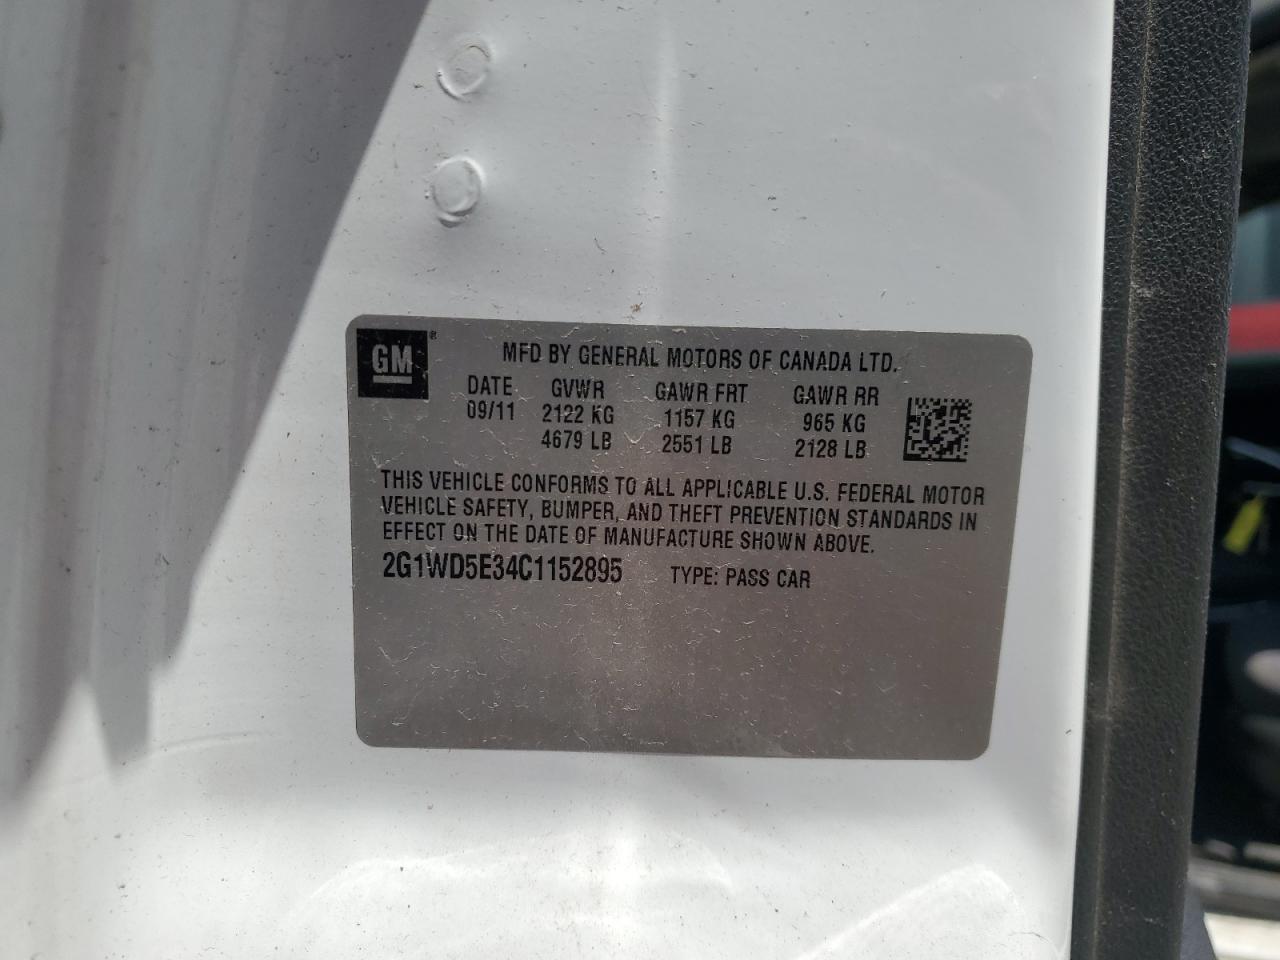 GM ®
MFD BY GENERAL MOTORS OF CANADA LTD.
DATE GVWR GAWR FRT GAWR RR
09/11 2122 KG 1157 KG 965 KG
4679 LB 2551 LB 2128 LB
THIS VEHICLE CONFORMS TO ALL APPLICABLE U.S. FEDERAL MOTOR
VEHICLE SAFETY, BUMPER, AND THEFT PREVENTION STANDARDS IN
EFFECT ON THE DATE OF MANUFACTURE SHOWN ABOVE.
2G1WD5E34C1152895 TYPE: PASS CAR